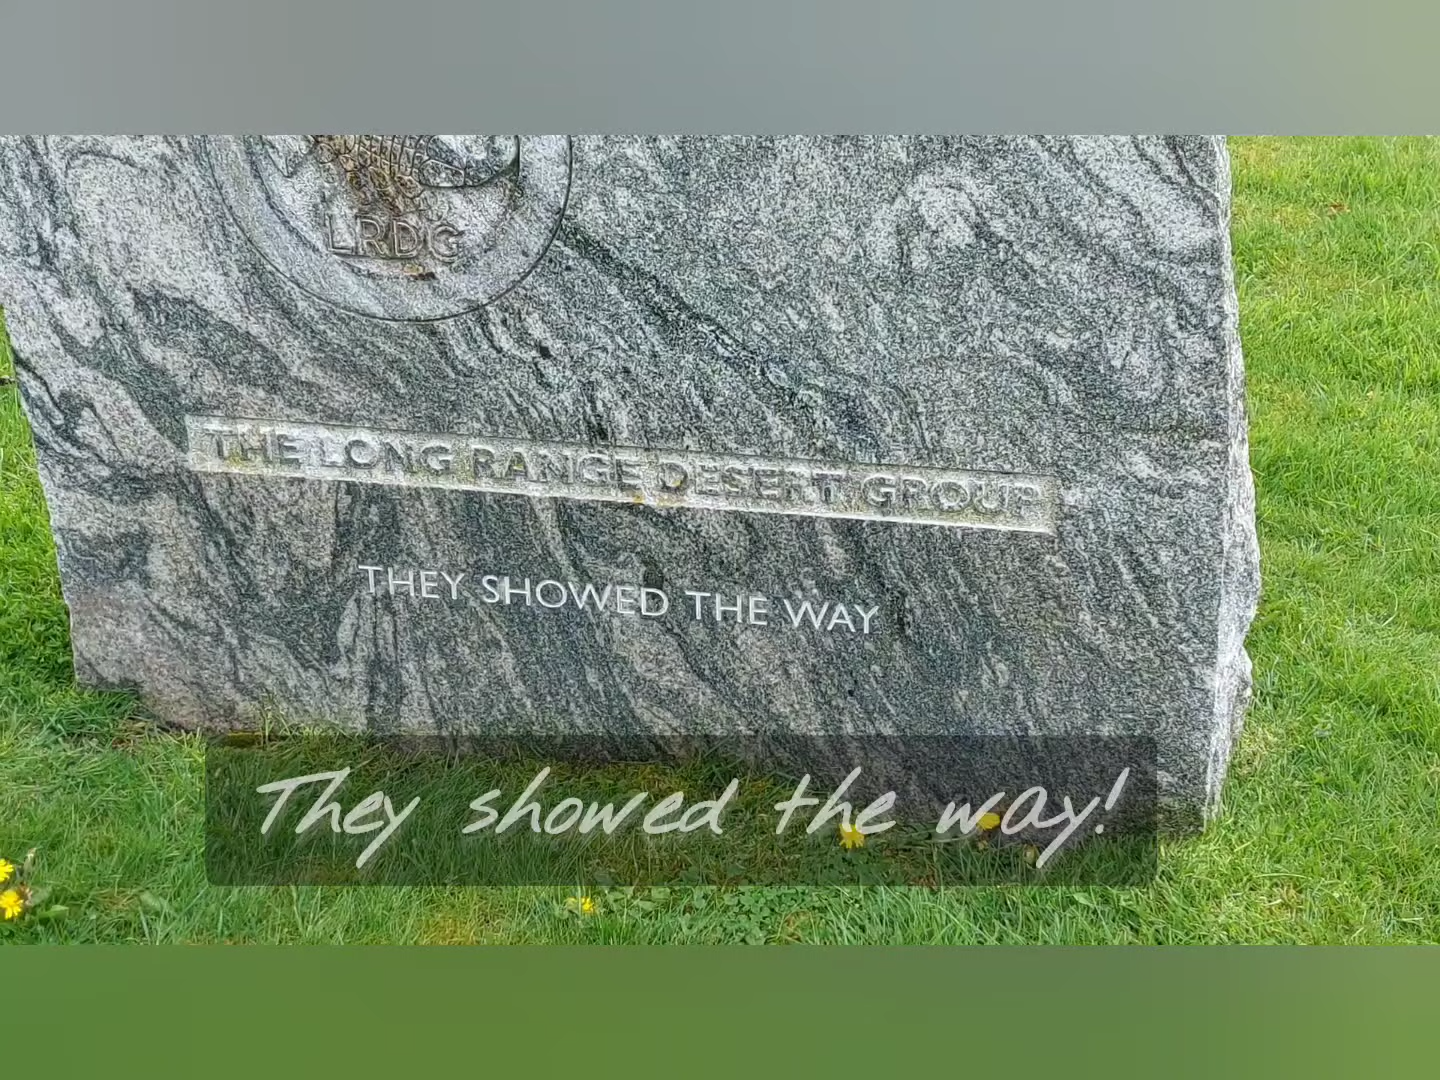 LRDG
THE LONG RANGE DESERT GROUP
THEY SHOWED THE WAY
They showed the way!